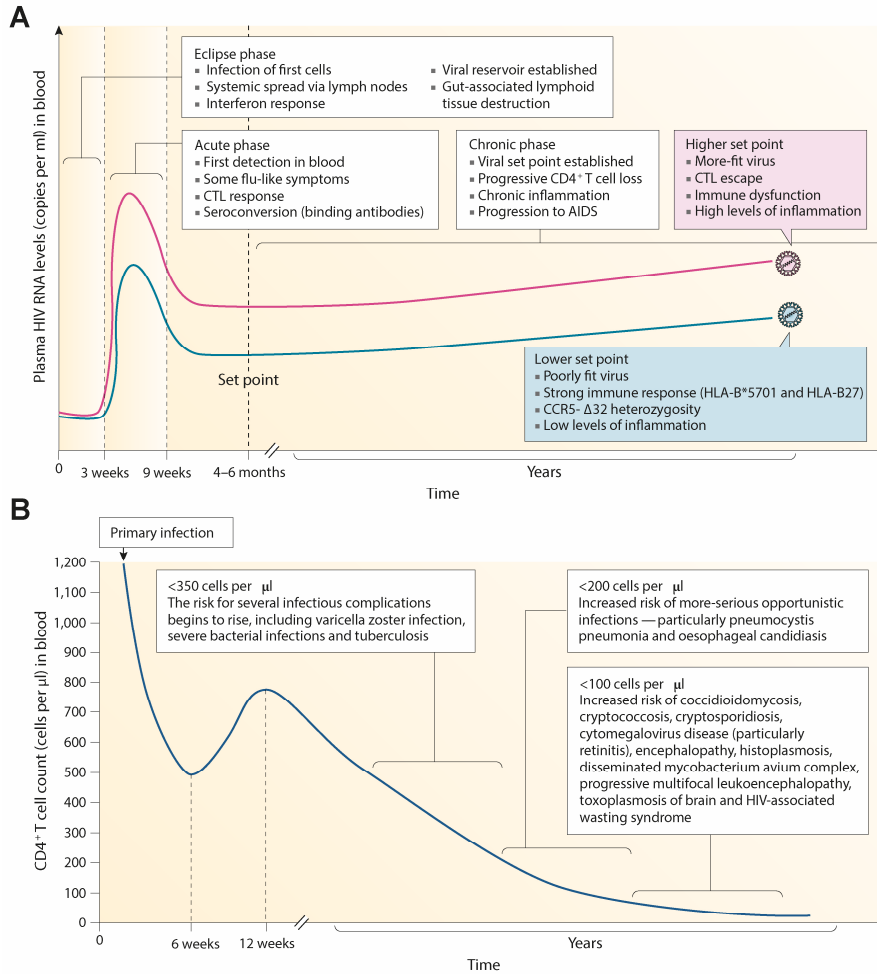 A
Plasma HIV RNA levels (copies per ml) in blood
Eclipse phase
▪ Infection of first cells
▪ Systemic spread via lymph nodes
▪ Interferon response
▪ Viral reservoir established
▪ Gut-associated lymphoid
tissue destruction
Acute phase
▪ First detection in blood
▪ Some flu-like symptoms
▪ CTL response
▪ Seroconversion (binding antibodies)
Chronic phase
▪ Viral set point established
▪ Progressive CD4⁺ T cell loss
▪ Chronic inflammation
▪ Progression to AIDS
Higher set point
▪ More-fit virus
▪ CTL escape
▪ Immune dysfunction
▪ High levels of inflammation
Set point
Lower set point
▪ Poorly fit virus
▪ Strong immune response (HLA-B*5701 and HLA-B27)
▪ CCR5- Δ32 heterozygosity
▪ Low levels of inflammation
0
3 weeks
9 weeks
4–6 months
Years
Time
B
Primary infection
CD4⁺ T cell count (cells per μl) in blood
1,200
1,100
1,000
900
800
700
600
500
400
300
200
100
0
<350 cells per μl
The risk for several infectious complications
begins to rise, including varicella zoster infection,
severe bacterial infections and tuberculosis
<200 cells per μl
Increased risk of more-serious opportunistic
infections — particularly pneumocystis
pneumonia and oesophageal candidiasis
<100 cells per μl
Increased risk of coccidioidomycosis,
cryptococcosis, cryptosporidiosis,
cytomegalovirus disease (particularly
retinitis), encephalopathy, histoplasmosis,
disseminated mycobacterium avium complex,
progressive multifocal leukoencephalopathy,
toxoplasmosis of brain and HIV-associated
wasting syndrome
0
6 weeks
12 weeks
Years
Time